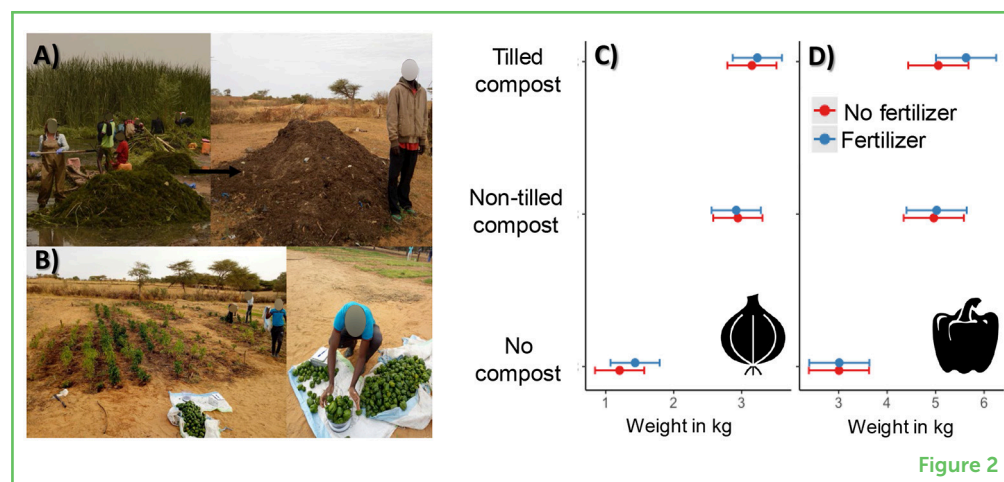 A)
B)
C)
D)
Tilled
compost
Non-tilled
compost
No
compost
No fertilizer
Fertilizer
1 2 3
Weight in kg
3 4 5 6
Weight in kg
Figure 2